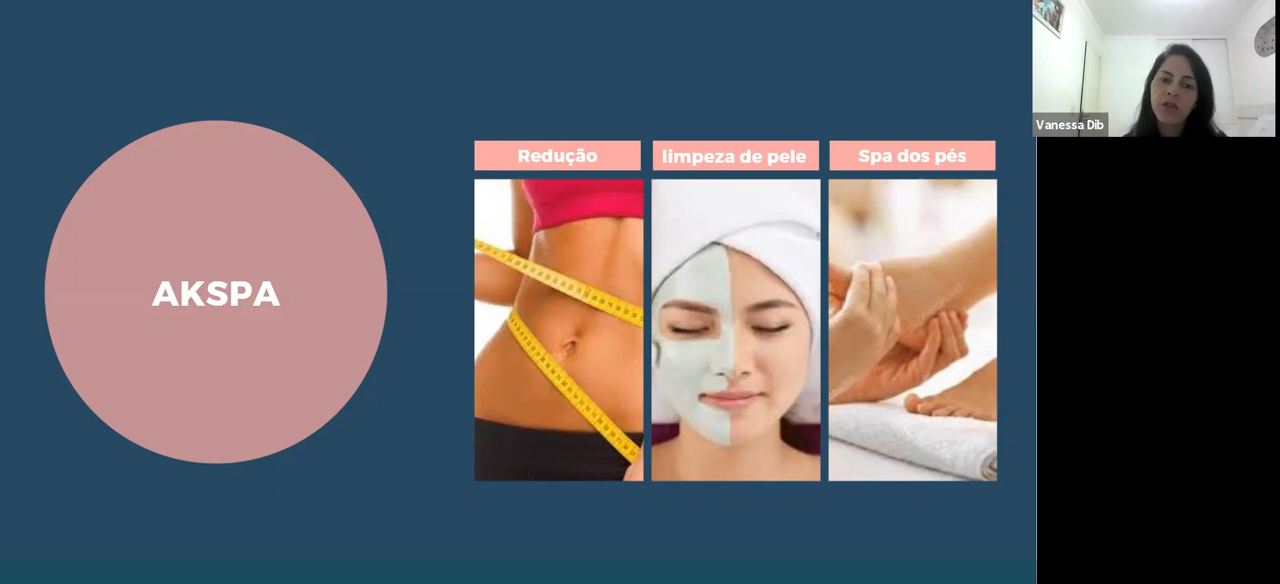 AKSPA
Redução
limpeza de pele
Spa dos pés
Vanessa Dib